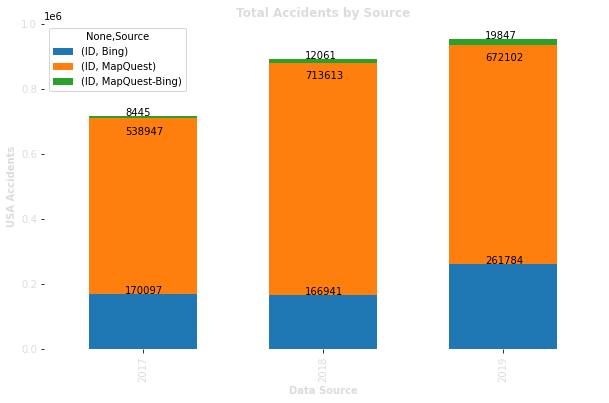 Total Accidents by Source
1e6
None,Source
(ID, Bing)
(ID, MapQuest)
(ID, MapQuest-Bing)
1.0
0.8
0.6
0.4
0.2
0.0
USA Accidents
8445
538947
170097
12061
713613
166941
19847
672102
261784
2017
2018
2019
Data Source